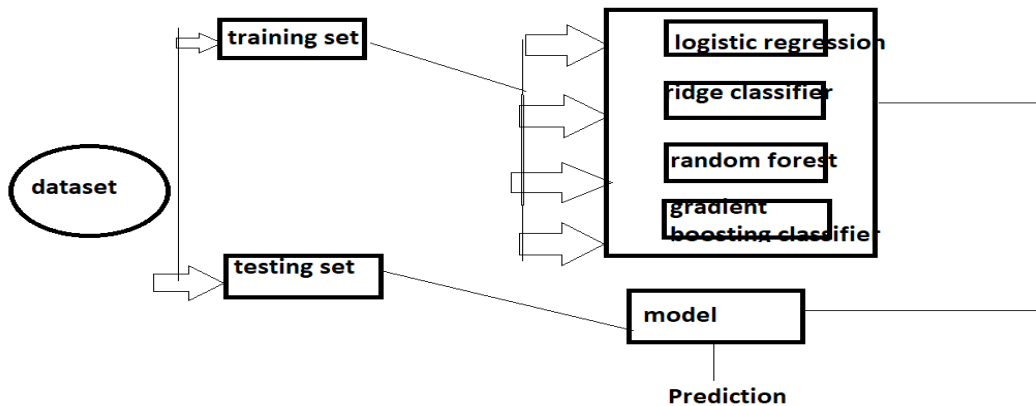 training set
logistic regression
ridge classifier
random forest
gradient
boosting classifier
dataset
testing set
model
Prediction